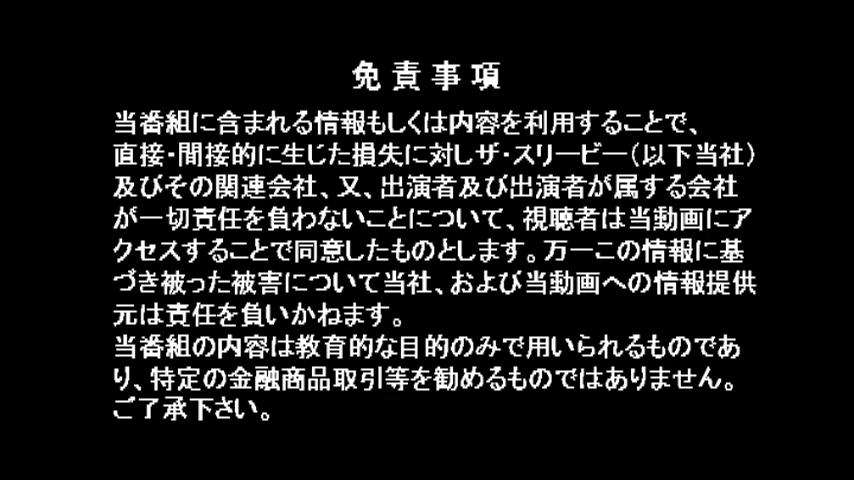 免責事項
当番組に含まれる情報もしくは内容を利用することで、
直接・間接的に生じた損失に対しザ・スリービー（以下当社）
及びその関連会社、又、出演者及び出演者が属する会社
が一切責任を負わないことについて、視聴者は当動画にア
クセスすることで同意したものとします。万一この情報に基
づき被った被害について当社、および当動画への情報提供
元は責任を負いかねます。
当番組の内容は教育的な目的のみで用いられるものであ
り、特定の金融商品取引等を勧めるものではありません。
ご了承下さい。